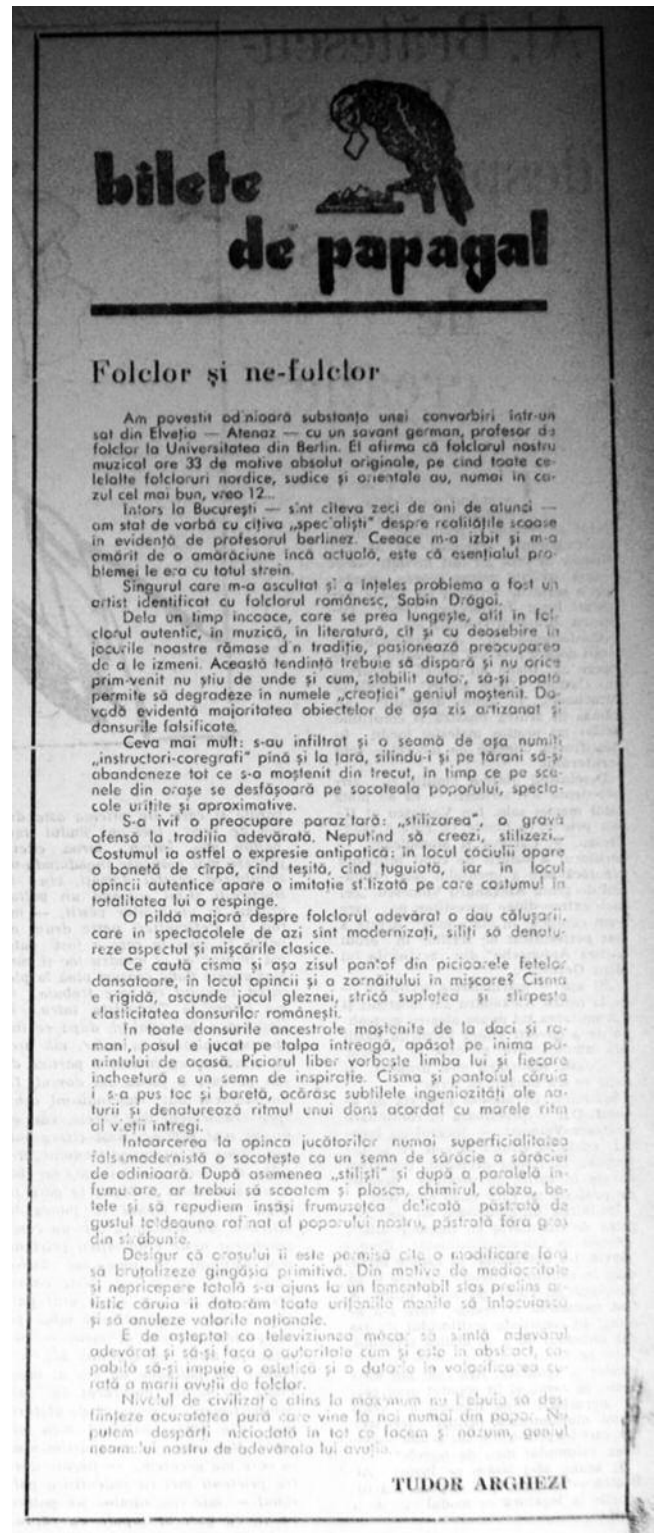 bilete
de papagal
Folclor și ne-folclor
Am povestit odinioară substanța unei convorbiri într-un
sat din Elveția — Atenaz — cu un savant german, profesor de
folclor la Universitatea din Berlin. El afirma că folclorul nostru
muzical are 33 de motive absolut originale, pe cînd toate ce-
lelalte folcloruri nordice, sudice și orientale au, numai în ca-
zul cel mai bun, vreo 12...
Întors la București — sînt cîteva zeci de ani de atunci —
am stat de vorbă cu cîțiva „specialiști" despre realitățile scoase
în evidență de profesorul berlinez. Ceeace m-a izbit și m-a
amărît de o amărăciune încă actuală, este că esențialul pro-
blemei le era cu totul strein.
Singurul care m-a ascultat și a înțeles problema a fost un
artist identificat cu folclorul românesc, Sabin Drăgoi.
Dela un timp încoace, care se prea lungește, atît în fol-
clorul autentic, în muzică, în literatură, cît și cu deosebire în
jocurile noastre rămase din tradiție, pasionează preocuparea
de a le izmeni. Această tendință trebuie să dispară și nu orice
prim-venit nu știu de unde și cum, stabilit autor, să-și poată
permite să degradeze în numele „creației" geniul moștenit. Do-
vadă evidentă majoritatea obiectelor de așa zis artizanat și
dansurile falsificate.
Ceva mai mult: s-au infiltrat și o seamă de așa numiți
„instructori-coregrafi" pînă și la țară, silindu-i și pe țărani să-și
abandoneze tot ce s-a moștenit din trecut, în timp ce pe sce-
nele din orașe se desfășoară pe socoteala poporului, specta-
cole urîțite și aproximative.
S-a ivit o preocupare parazitară: „stilizarea", o gravă
ofensă la tradiția adevărată. Neputînd să creezi, stilizezi...
Costumul ia astfel o expresie antipatică: în locul căciulii apare
o bonetă de cîrpă, cînd teșită, cînd țuguiată, iar în locul
opincii autentice apare o imitație stilizată pe care costumul în
totalitatea lui o respinge.
O pildă majoră despre folclorul adevărat o dau călușarii,
care în spectacolele de azi sînt modernizați, siliți să denatu-
reze aspectul și mișcările clasice.
Ce caută cisma și așa zisul pantof din picioarele fetelor
dansatoare, în locul opincii și a zornăitului în mișcare? Cisma
e rigidă, ascunde jocul gleznei, strică suplețea și stîrpește
elasticitatea dansurilor românești.
În toate dansurile ancestrale moștenite de la daci și ro-
mani, pasul e jucat pe talpa întreagă, apăsat pe inima pă-
mîntului de acasă. Piciorul liber vorbește limba lui și fiecare
încheetură e un semn de inspirație. Cisma și pantoful căruia
i s-a pus toc și baretă, ocărăsc subtilele ingeniozități ale na-
turii și denaturează ritmul unui dans acordat cu marele ritm
al vieții întregi.
Întoarcerea la opinca jucătorilor numai superficialitatea
fals-modernistă o socotește ca un semn de sărăcie a sărăciei
de odinioară. După asemenea „stiliști" și după o paralelă în-
fumurare, ar trebui să scoatem și plosca, chimirul, cobza, be-
tele și să repudiem însăși frumusețea delicată păstrată de
gustul totdeauna rafinat al poporului nostru, păstrată fără greș
din străbunie.
Desigur că orașului îi este permisă cîte o modificare fără
să brutalizeze gingășia primitivă. Din motive de mediocritate
și nepricepere totală s-a ajuns la un lamentabil slos pretins ar-
tistic căruia îi datorăm toate urîțeniile menite să înlocuiască
și să anuleze valorile naționale.
E de așteptat ca televiziunea măcar să simtă adevărul
adevărat și să-și facă o autoritate cum și este în abstract, ca-
pabilă să-și impuie o estetică și o datorie în valorificarea cu-
rată a marii avuții de folclor.
Nivelul de civilizație atins la maximum nu trebuia să des-
ființeze acuratețea pură care vine la noi numai din popor. Nu
putem despărți niciodată în tot ce facem și năzuim, geniul
neamului nostru de adevărata lui avuție.
TUDOR ARGHEZI